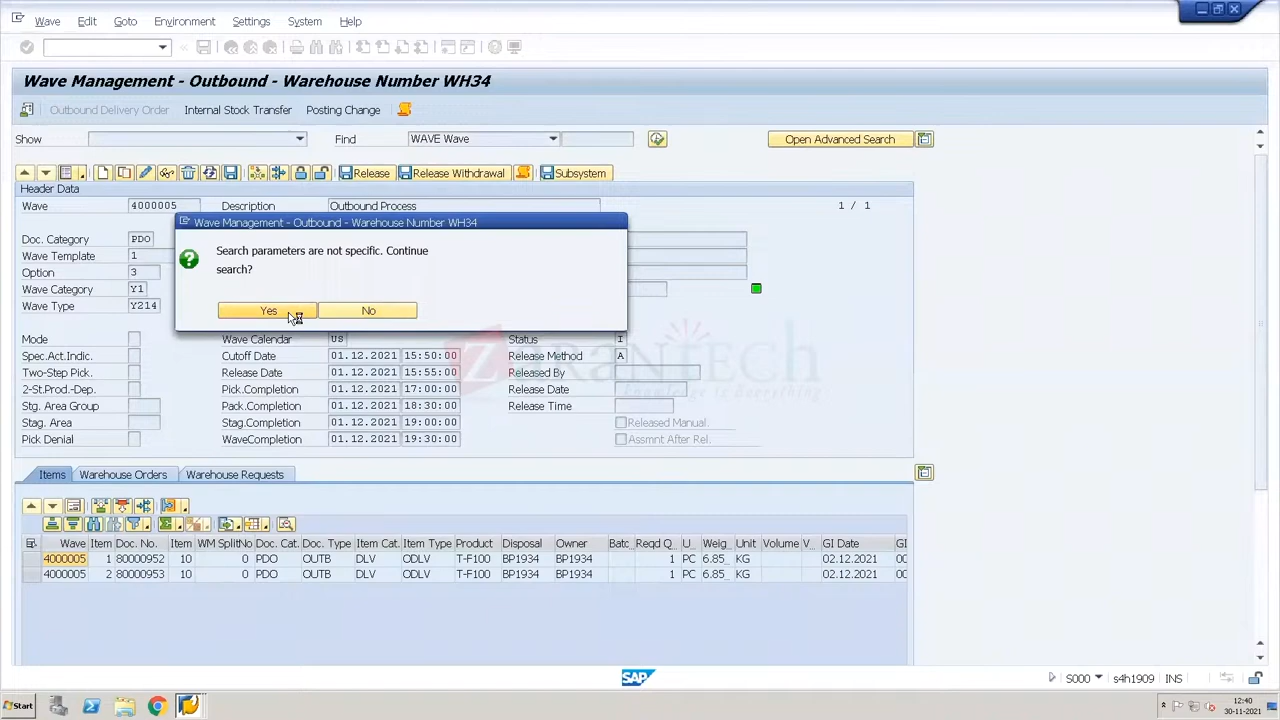 Wave Edit Goto Environment Settings System Help
Wave Management - Outbound - Warehouse Number WH34
Outbound Delivery Order Internal Stock Transfer Posting Change
Show Find WAVE Wave Open Advanced Search
Release Release Withdrawal Subsystem
Header Data
Wave 4000005 Description Outbound Process 1 / 1
Wave Management - Outbound - Warehouse Number WH34
Search parameters are not specific. Continue
search?
Yes No
Doc. Category PDO
Wave Template 1
Option 3
Wave Category Y1
Wave Type Y214
Mode Wave Calendar US Status I
Spec.Act.Indic. Cutoff Date 01.12.2021 15:50:00 Release Method A
Two-Step Pick. Release Date 01.12.2021 15:55:00 Released By
2-St.Prod.-Dep. Pick.Completion 01.12.2021 17:00:00 Release Date
Stg. Area Group Pack.Completion 01.12.2021 18:30:00 Release Time
Stag. Area Stag.Completion 01.12.2021 19:00:00 Released Manual.
Pick Denial WaveCompletion 01.12.2021 19:30:00 Assmnt After Rel.
ZaranTech
Knowledge is Everything
Items Warehouse Orders Warehouse Requests
Wave Item Doc. No. Item WM SplitNo Doc. Cat. Doc. Type Item Cat. Item Type Product Disposal Owner Batc Reqd Q... U... Weig... Unit Volume V... GI Date GI
4000005 1 80000952 10 0 PDO OUTB DLV ODLV T-F100 BP1934 BP1934 1 PC 6.85... KG 02.12.2021 00
4000005 2 80000953 10 0 PDO OUTB DLV ODLV T-F100 BP1934 BP1934 1 PC 6.85... KG 02.12.2021 00
SAP
S000 s4h1909 INS
Start
12:40
30-11-2021